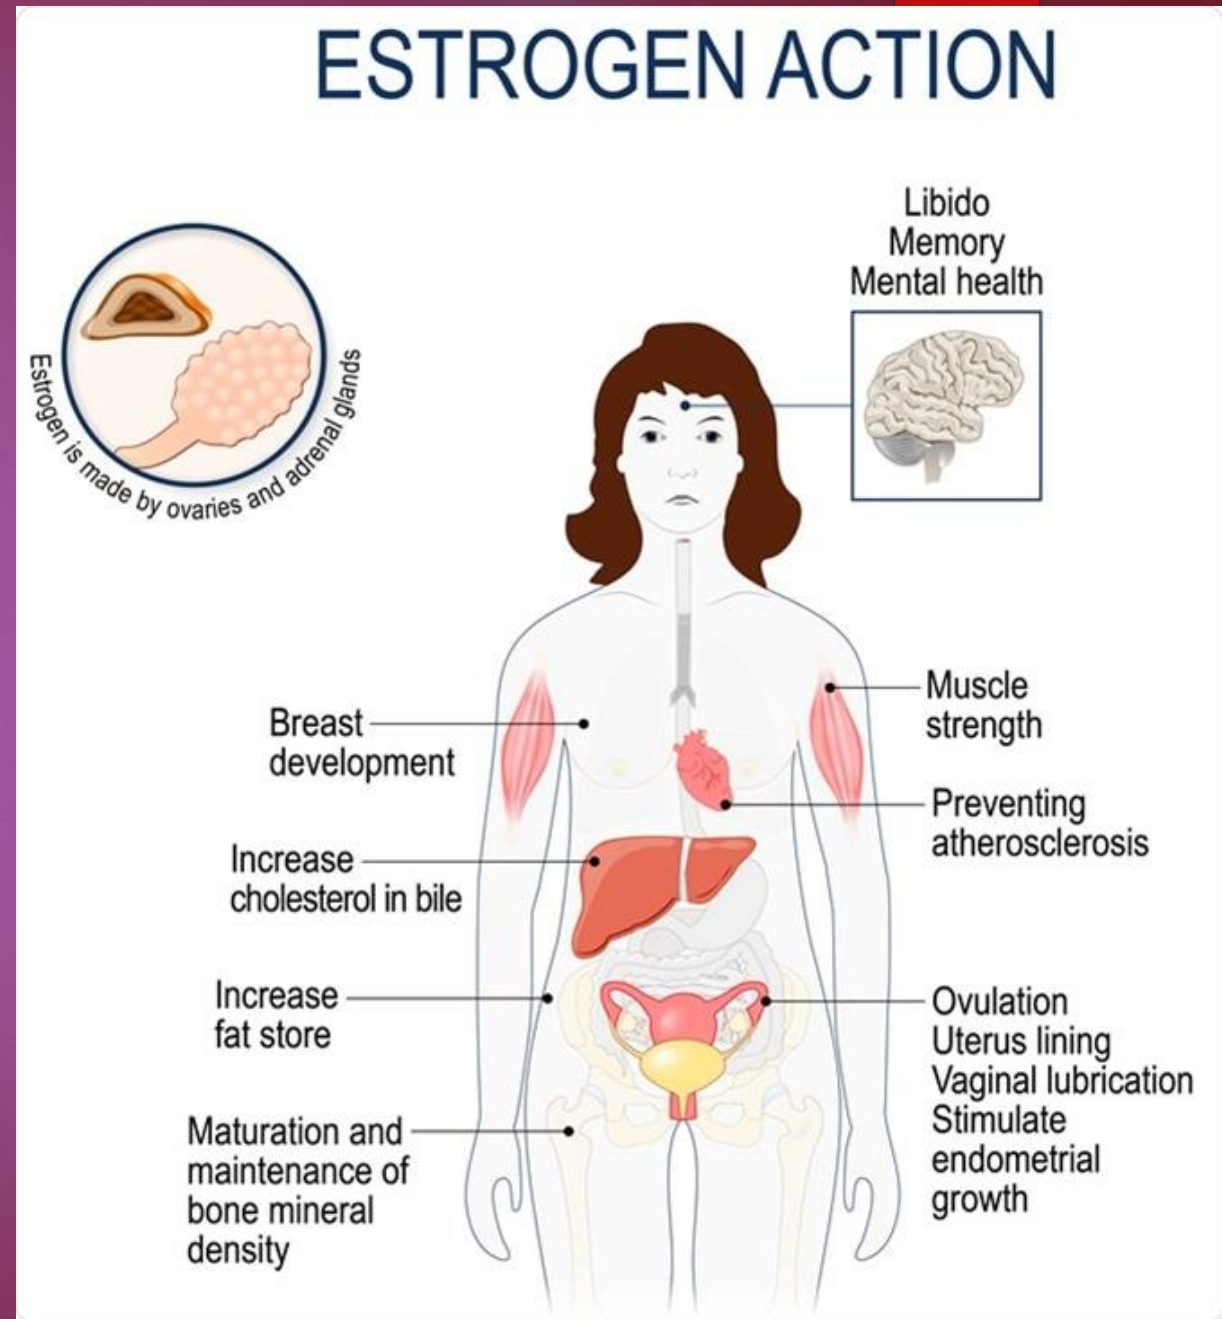 ESTROGEN ACTION
Estrogen is made by ovaries and adrenal glands
Libido
Memory
Mental health
Breast
development
Increase
cholesterol in bile
Increase
fat store
Maturation and
maintenance of
bone mineral
density
Muscle
strength
Preventing
atherosclerosis
Ovulation
Uterus lining
Vaginal lubrication
Stimulate
endometrial
growth